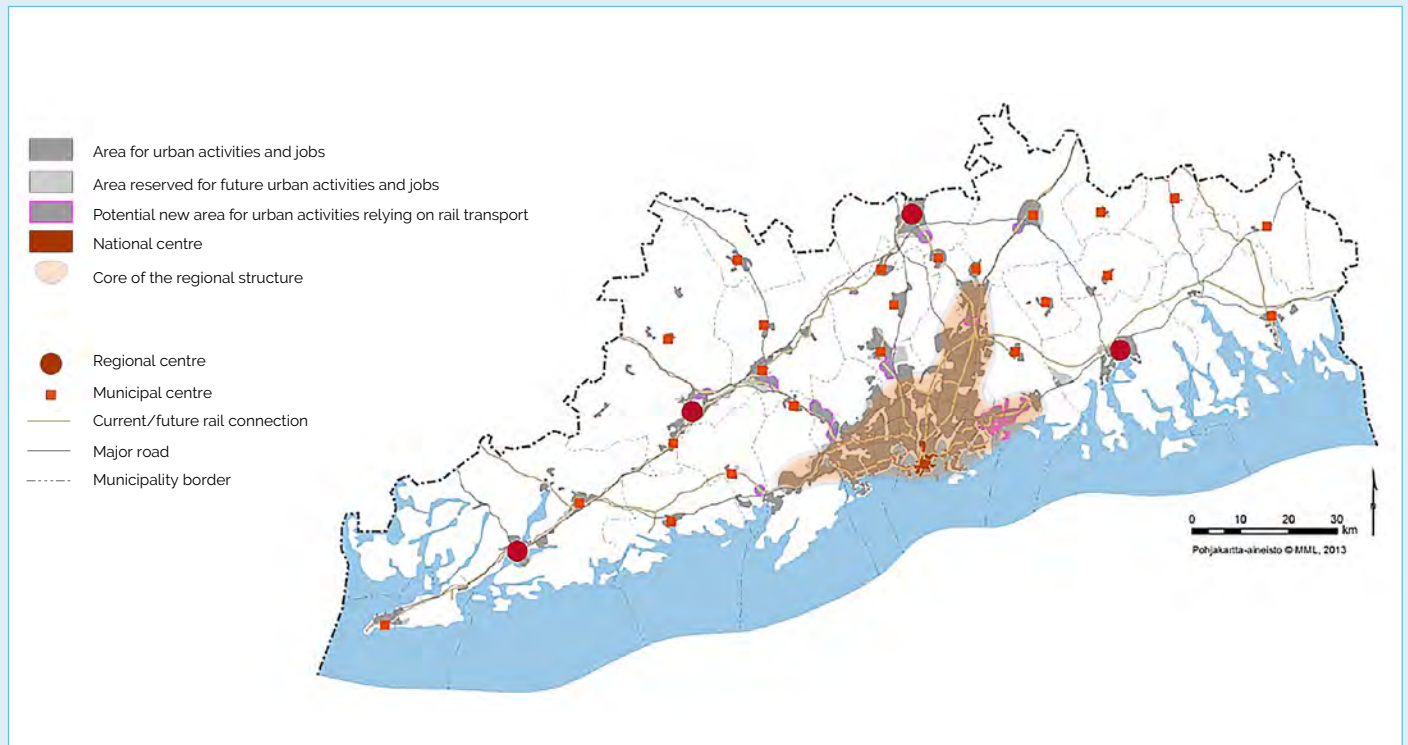 Area for urban activities and jobs
Area reserved for future urban activities and jobs
Potential new area for urban activities relying on rail transport
National centre
Core of the regional structure
Regional centre
Municipal centre
Current/future rail connection
Major road
Municipality border
0 10 20 30
km
Pohjakartta-aineisto © MML, 2013